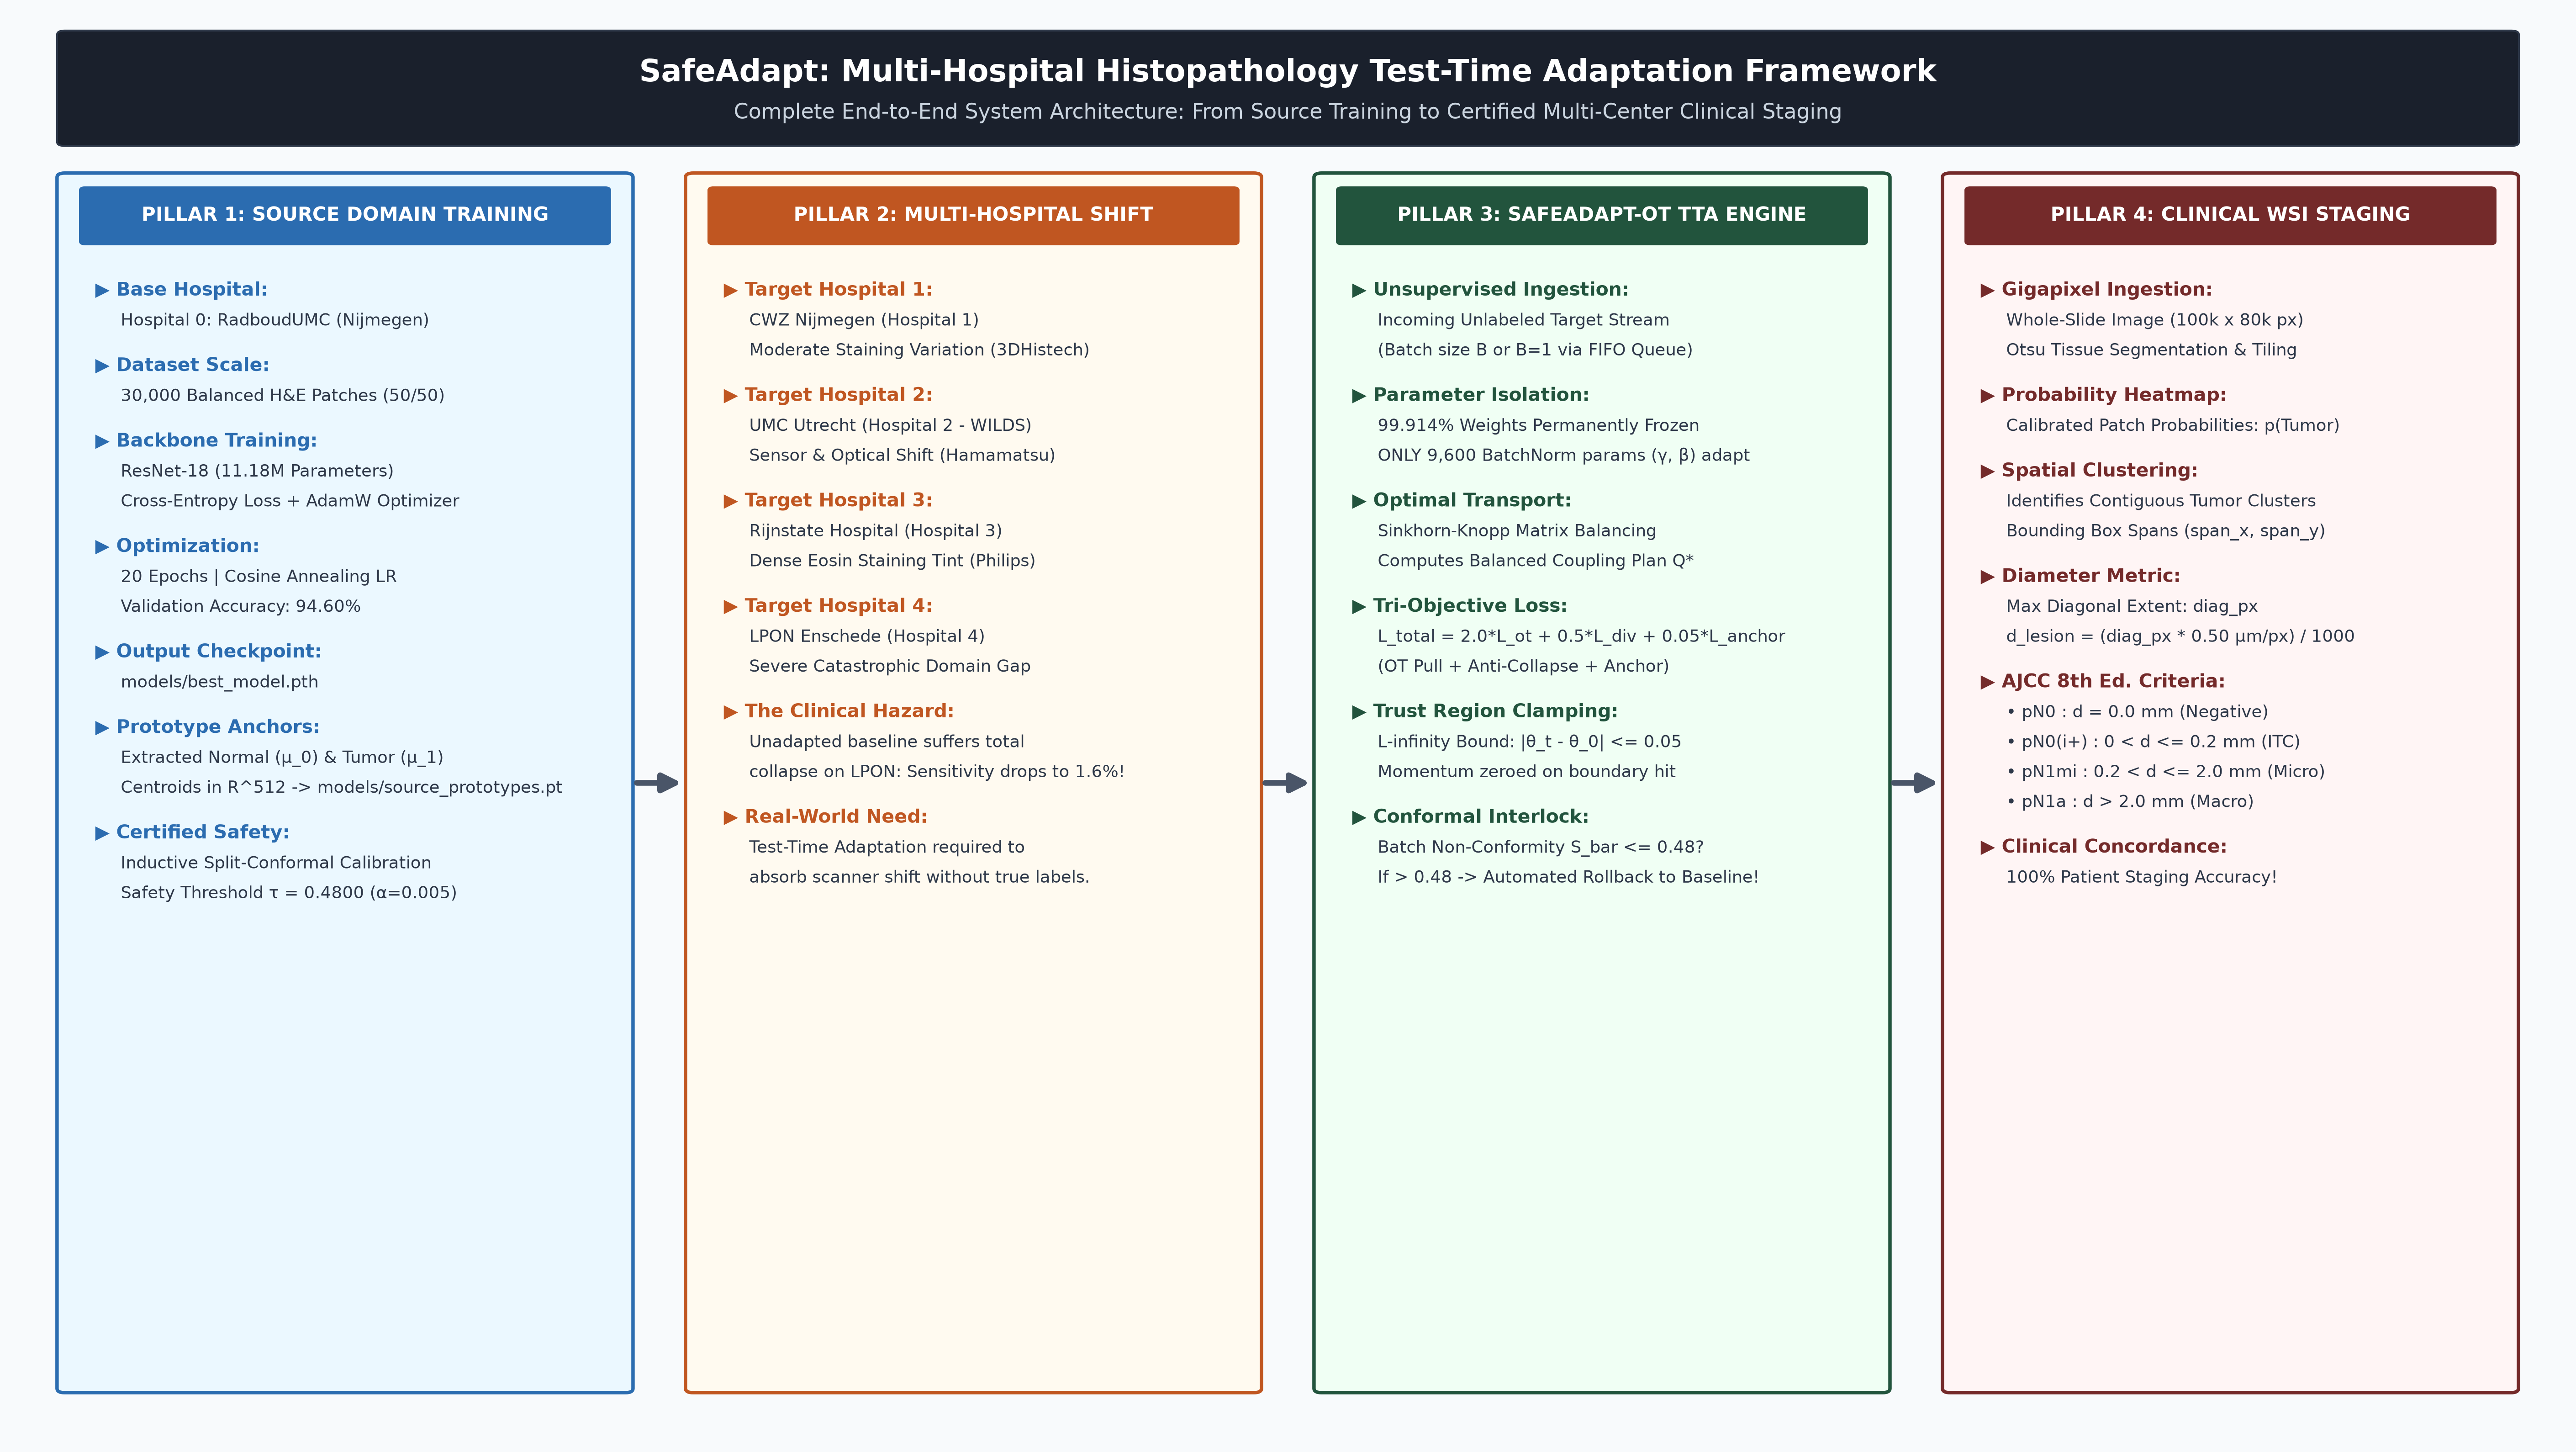 SafeAdapt: Multi-Hospital Histopathology Test-Time Adaptation Framework
Complete End-to-End System Architecture: From Source Training to Certified Multi-Center Clinical Staging
PILLAR 1: SOURCE DOMAIN TRAINING
▶ Base Hospital:
Hospital 0: RadboudUMC (Nijmegen)
▶ Dataset Scale:
30,000 Balanced H&E Patches (50/50)
▶ Backbone Training:
ResNet-18 (11.18M Parameters)
Cross-Entropy Loss + AdamW Optimizer
▶ Optimization:
20 Epochs | Cosine Annealing LR
Validation Accuracy: 94.60%
▶ Output Checkpoint:
models/best_model.pth
▶ Prototype Anchors:
Extracted Normal (μ_0) & Tumor (μ_1)
Centroids in R^512 -> models/source_prototypes.pt
▶ Certified Safety:
Inductive Split-Conformal Calibration
Safety Threshold τ = 0.4800 (α=0.005)
PILLAR 2: MULTI-HOSPITAL SHIFT
▶ Target Hospital 1:
CWZ Nijmegen (Hospital 1)
Moderate Staining Variation (3DHistech)
▶ Target Hospital 2:
UMC Utrecht (Hospital 2 - WILDS)
Sensor & Optical Shift (Hamamatsu)
▶ Target Hospital 3:
Rijnstate Hospital (Hospital 3)
Dense Eosin Staining Tint (Philips)
▶ Target Hospital 4:
LPON Enschede (Hospital 4)
Severe Catastrophic Domain Gap
▶ The Clinical Hazard:
Unadapted baseline suffers total
collapse on LPON: Sensitivity drops to 1.6%!
▶ Real-World Need:
Test-Time Adaptation required to
absorb scanner shift without true labels.
PILLAR 3: SAFEADAPT-OT TTA ENGINE
▶ Unsupervised Ingestion:
Incoming Unlabeled Target Stream
(Batch size B or B=1 via FIFO Queue)
▶ Parameter Isolation:
99.914% Weights Permanently Frozen
ONLY 9,600 BatchNorm params (γ, β) adapt
▶ Optimal Transport:
Sinkhorn-Knopp Matrix Balancing
Computes Balanced Coupling Plan Q*
▶ Tri-Objective Loss:
L_total = 2.0*L_ot + 0.5*L_div + 0.05*L_anchor
(OT Pull + Anti-Collapse + Anchor)
▶ Trust Region Clamping:
L-infinity Bound: |θ_t - θ_0| <= 0.05
Momentum zeroed on boundary hit
▶ Conformal Interlock:
Batch Non-Conformity S_bar <= 0.48?
If > 0.48 -> Automated Rollback to Baseline!
PILLAR 4: CLINICAL WSI STAGING
▶ Gigapixel Ingestion:
Whole-Slide Image (100k x 80k px)
Otsu Tissue Segmentation & Tiling
▶ Probability Heatmap:
Calibrated Patch Probabilities: p(Tumor)
▶ Spatial Clustering:
Identifies Contiguous Tumor Clusters
Bounding Box Spans (span_x, span_y)
▶ Diameter Metric:
Max Diagonal Extent: diag_px
d_lesion = (diag_px * 0.50 μm/px) / 1000
▶ AJCC 8th Ed. Criteria:
• pN0 : d = 0.0 mm (Negative)
• pN0(i+) : 0 < d <= 0.2 mm (ITC)
• pN1mi : 0.2 < d <= 2.0 mm (Micro)
• pN1a : d > 2.0 mm (Macro)
▶ Clinical Concordance:
100% Patient Staging Accuracy!